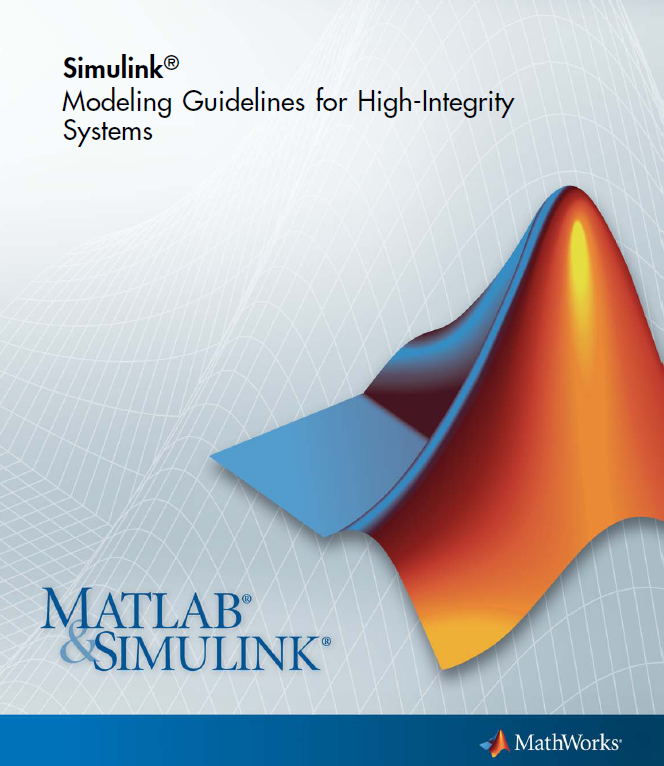 Simulink®
Modeling Guidelines for High-Integrity
Systems
MATLAB®
&SIMULINK®
MathWorks®